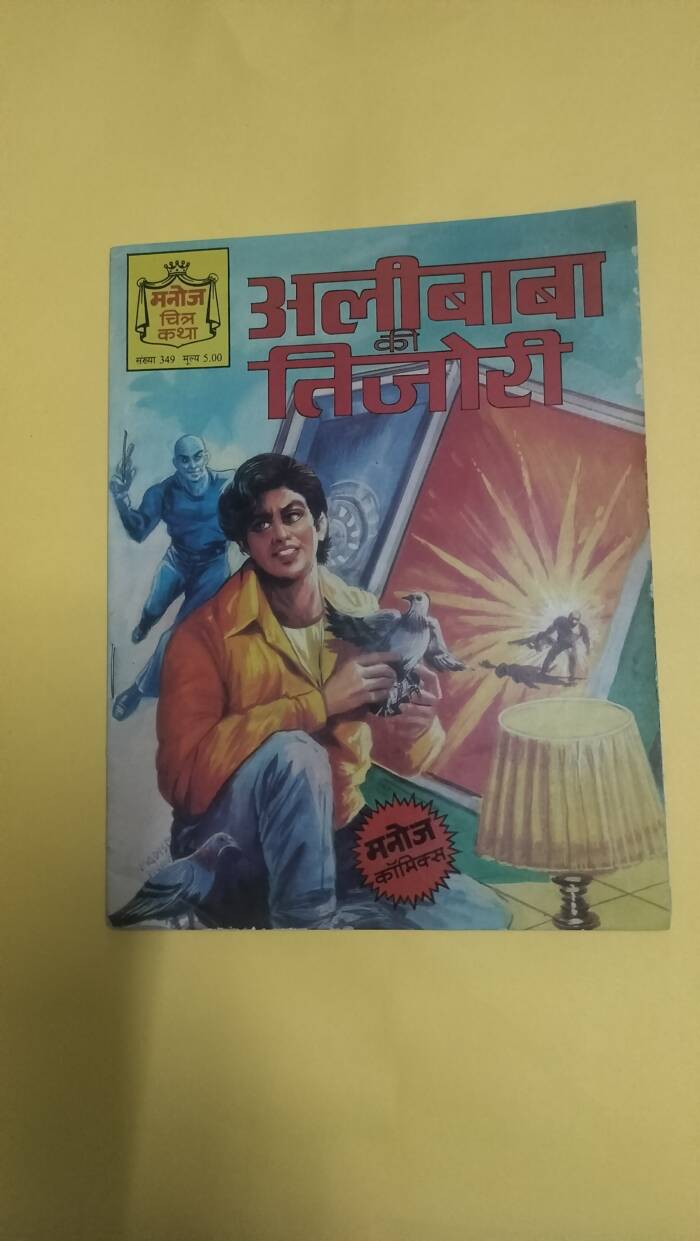 मनोज
चित्र
कथा
संख्या 349 मूल्य 5.00
अलीबाबा
की
तिजोरी
मनोज
कॉमिक्स